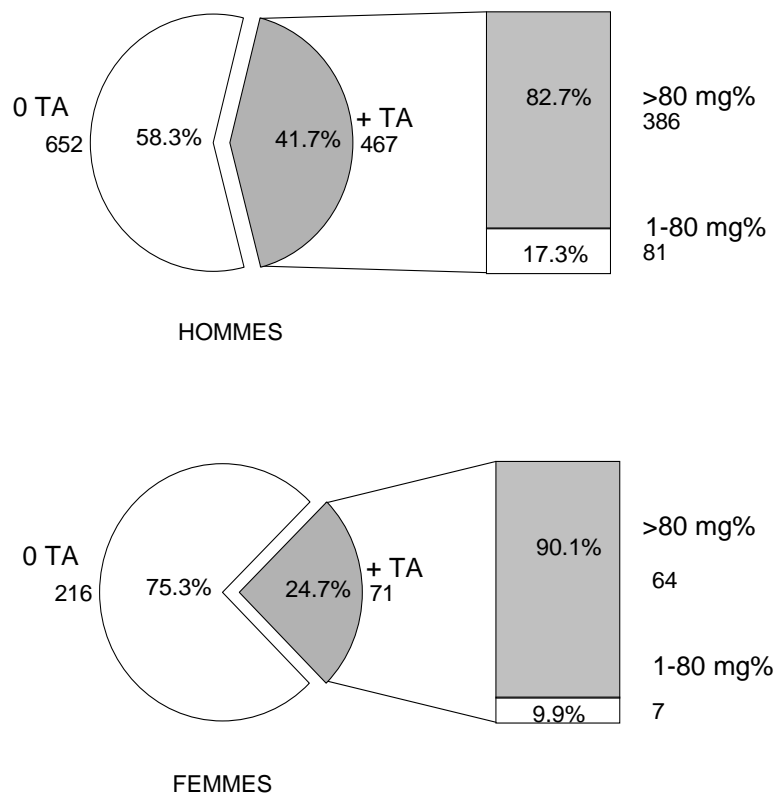 0 TA
652
58.3%
41.7%
+ TA
467
82.7%
>80 mg%
386
17.3%
1-80 mg%
81
HOMMES
0 TA
216
75.3%
24.7%
+ TA
71
90.1%
>80 mg%
64
9.9%
1-80 mg%
7
FEMMES